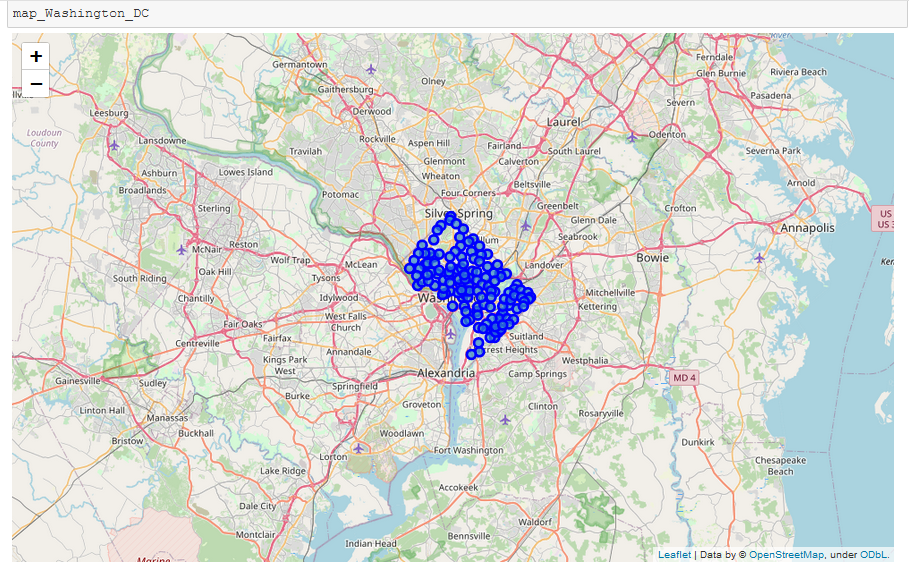 map_Washington_DC
+
−
River
Ferndale
Germantown
Glen Burnie
Riviera Beach
Olney
Gaithersburg
Pasadena
Severn
Leesburg
Derwood
Laurel
Loudoun
County
Lansdowne
Rockville
Aspen Hill
Fairland
Odenton
Travilah
South Laurel
Severna Park
Glenmont
Calverton
Ashburn
Lowes Island
Wheaton
Broadlands
Potomac
Four Corners
Beltsville
Arnold
Sterling
Silver Spring
Greenbelt
Crofton
US
US 3
Glenn Dale
Annapolis
McNair
Reston
Seabrook
Wolf Trap
McLean
Landover
Bowie
Oak Hill
South Riding
Tysons
Chantilly
Idylwood
Mitchellville
Kettering
West Falls
Church
Fair Oaks
Fairfax
Suitland
Centreville
Annandale
Forrest Heights
Kings Park
West
Westphalia
Alexandria
Camp Springs
MD 4
Gainesville
Sudley
Springfield
Burke
Linton Hall
Manassas
Groveton
Clinton
Rosaryville
Buckhall
Woodlawn
Bristow
Fort Washington
Dunkirk
Lorton
Chesapeake
Beach
Lake Ridge
Accokeek
Dale City
Waldorf
Montclair
Indian Head
Bennsville
Marine
Leaflet | Data by © OpenStreetMap, under ODbL.